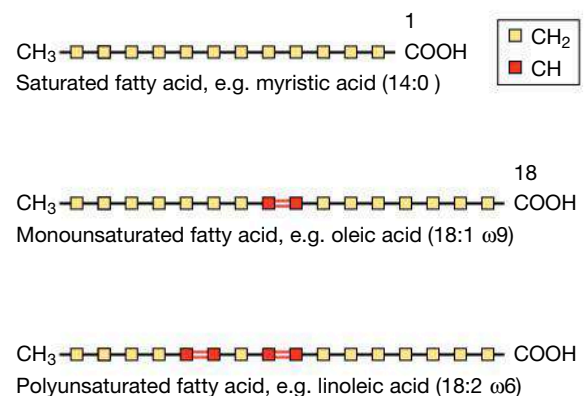 1
CH₃ COOH
Saturated fatty acid, e.g. myristic acid (14:0 )
CH₂
CH
18
CH₃ COOH
Monounsaturated fatty acid, e.g. oleic acid (18:1 ω9)
CH₃ COOH
Polyunsaturated fatty acid, e.g. linoleic acid (18:2 ω6)